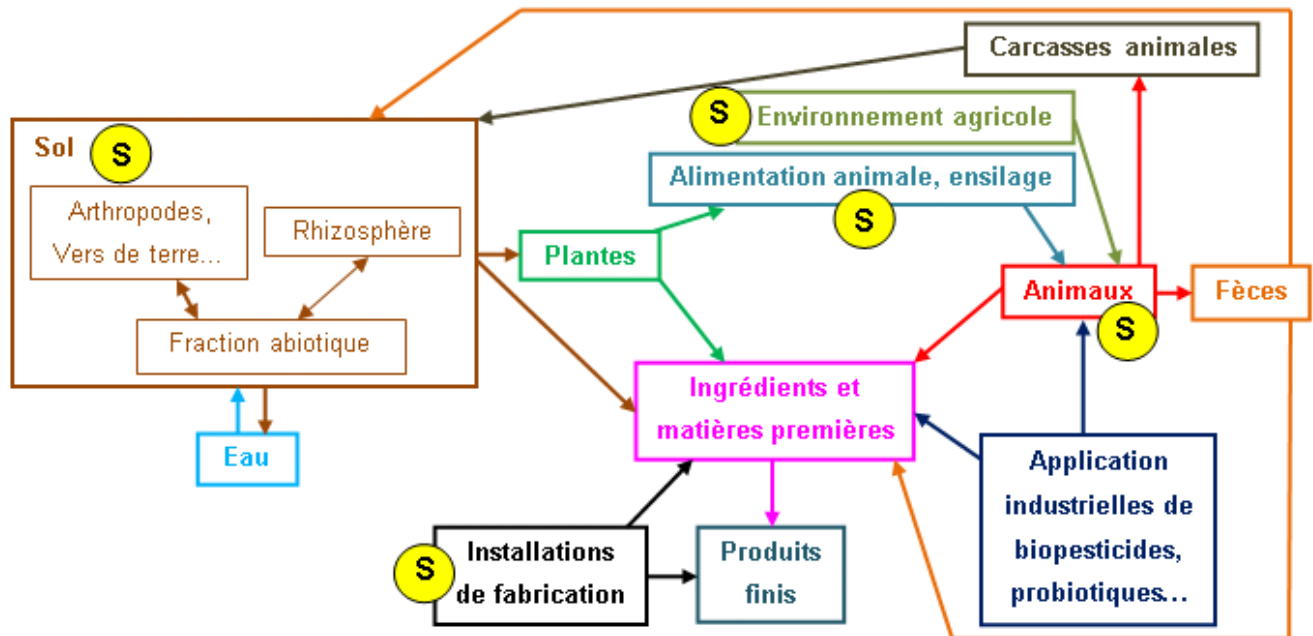 Carcasses animales
S
Environnement agricole
Sol
S
Alimentation animale, ensilage
S
Arthropodes,
Vers de terre...
Rhizosphère
Plantes
Animaux
S
Fèces
Fraction abiotique
Ingrédients et
matières premières
Eau
Application
industrielles de
biopesticides,
probiotiques...
S
Installations
de fabrication
Produits
finis